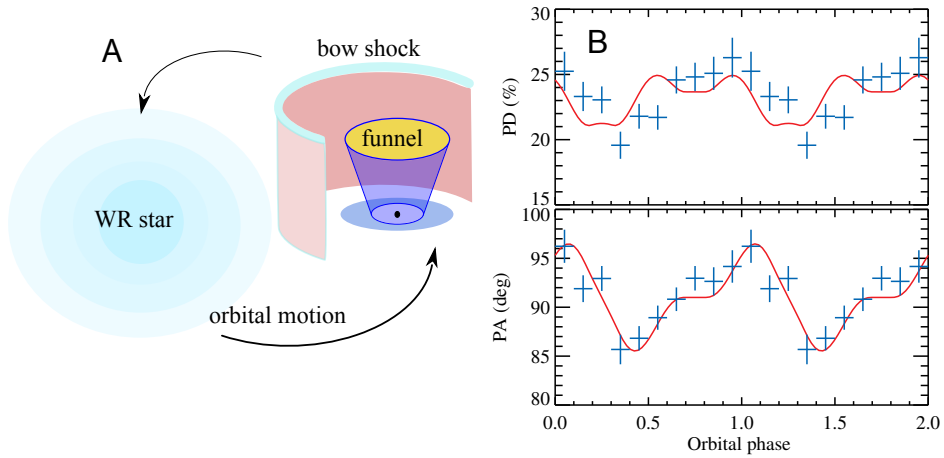 A
bow shock
funnel
WR star
orbital motion
B
30
25
20
15
PD (%)
100
95
90
85
80
PA (deg)
0.0 0.5 1.0 1.5 2.0
Orbital phase